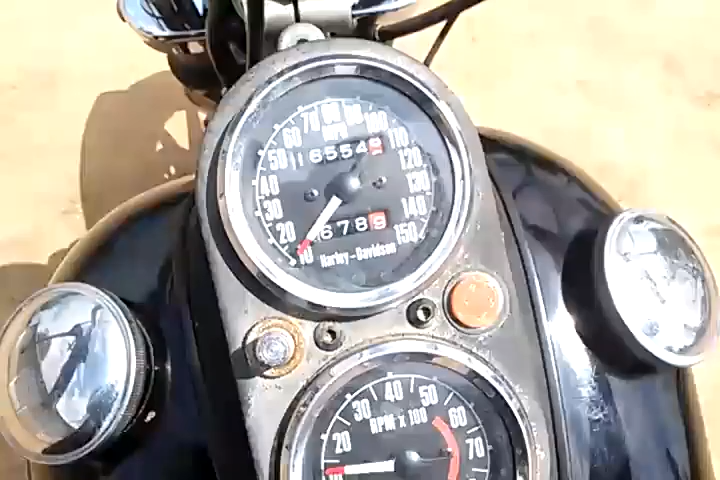 50 60 70 80 90 100 110
MPH
16554
40 120
30 130
20 140
10 6789 150
Harley-Davidson
30 40 50
20 60
RPM x 100
70